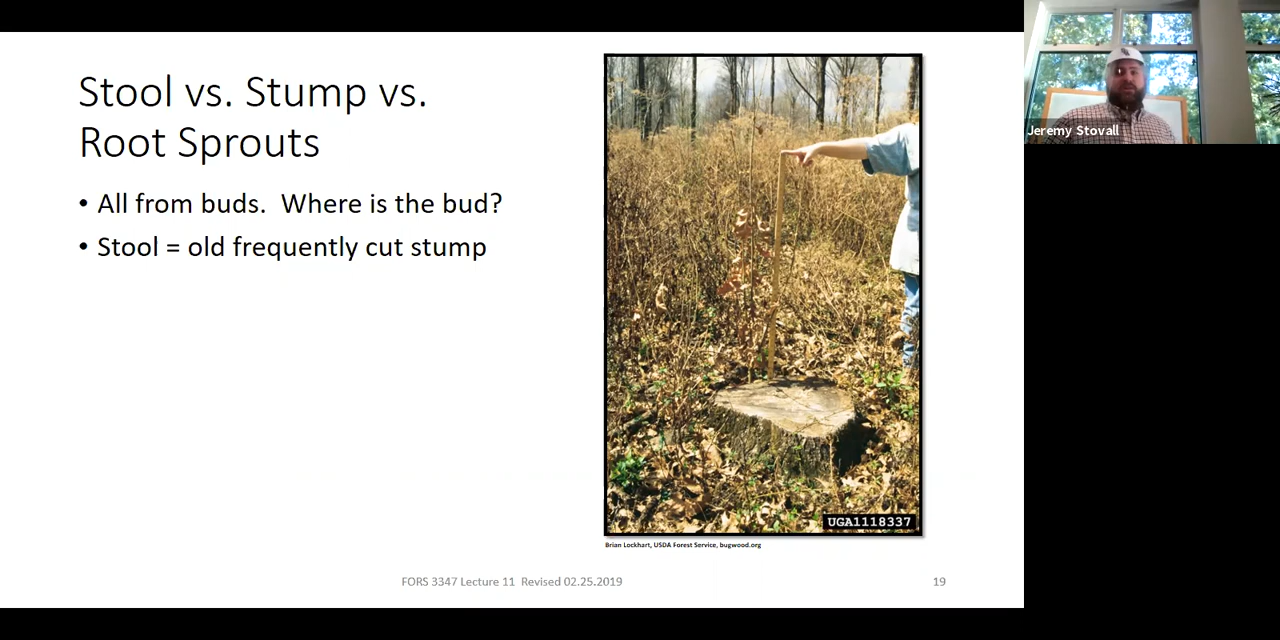 Stool vs. Stump vs.
Root Sprouts
• All from buds.  Where is the bud?
• Stool = old frequently cut stump
UGA1118337
Brian Lockhart, USDA Forest Service, bugwood.org
FORS 3347 Lecture 11  Revised 02.25.2019
19
Jeremy Stovall